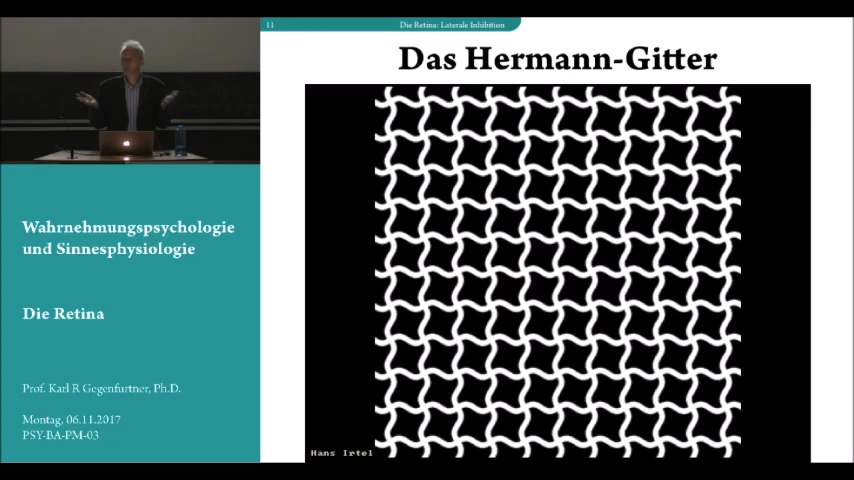 11
Die Retina: Laterale Inhibition
Das Hermann-Gitter
Wahrnehmungspsychologie
und Sinnesphysiologie
Die Retina
Prof. Karl R Gegenfurtner, Ph.D.
Montag, 06.11.2017
PSY-BA-PM-03
Hans Irtel